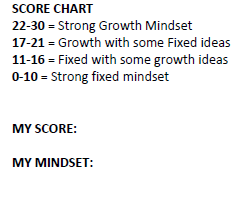 SCORE CHART
22-30 = Strong Growth Mindset
17-21 = Growth with some Fixed ideas
11-16 = Fixed with some growth ideas
0-10 = Strong fixed mindset
MY SCORE:
MY MINDSET: